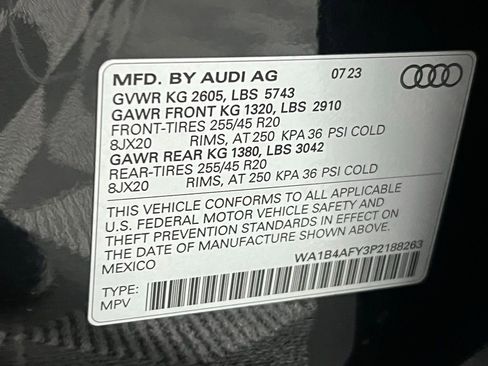 MFD. BY AUDI AG 07 23
GVWR KG 2605, LBS 5743
GAWR FRONT KG 1320, LBS 2910
FRONT-TIRES 255/45 R20
8JX20 RIMS, AT 250 KPA 36 PSI COLD
GAWR REAR KG 1380, LBS 3042
REAR-TIRES 255/45 R20
8JX20 RIMS, AT 250 KPA 36 PSI COLD
THIS VEHICLE CONFORMS TO ALL APPLICABLE
U.S. FEDERAL MOTOR VEHICLE SAFETY AND
THEFT PREVENTION STANDARDS IN EFFECT ON
THE DATE OF MANUFACTURE SHOWN ABOVE.
MEXICO
WA1B4AFY3P2188263
TYPE:
MPV